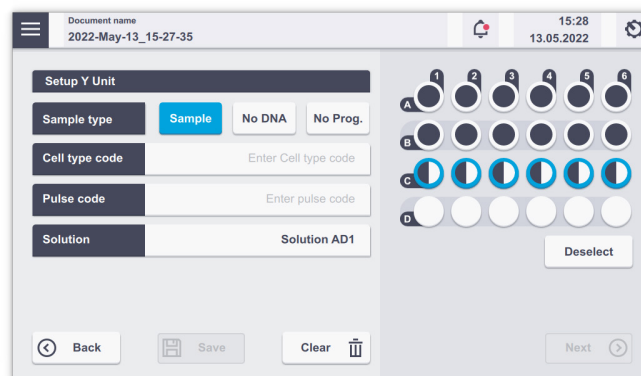 Document name
2022-May-13_15-27-35
15:28
13.05.2022
Setup Y Unit
Sample type
Sample
No DNA
No Prog.
Cell type code
Enter Cell type code
Pulse code
Enter pulse code
Solution
Solution AD1
1 2 3 4 5 6
A
B
C
D
Deselect
Back
Save
Clear
Next